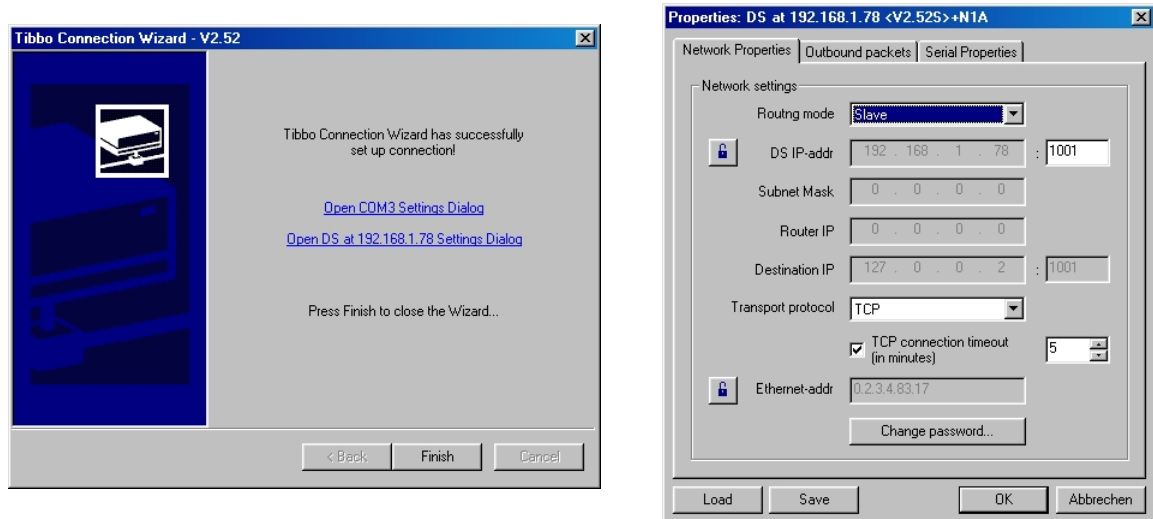 Tibbo Connection Wizard - V2.52
Tibbo Connection Wizard has successfully
set up connection!
Open COM3 Settings Dialog
Open DS at 192.168.1.78 Settings Dialog
Press Finish to close the Wizard...
< Back
Finish
Cancel
Properties: DS at 192.168.1.78 <V2.52S>+N1A
Network Properties
Outbound packets
Serial Properties
Network settings
Routng mode
Slave
DS IP-addr
192 . 168 . 1 . 78 : 1001
Subnet Mask
0 . 0 . 0 . 0
Router IP
0 . 0 . 0 . 0
Destination IP
127 . 0 . 0 . 2 : 1001
Transport protocol
TCP
TCP connection timeout
(in minutes)
5
Ethernet-addr
0.2.3.4.83.17
Change password...
Load
Save
OK
Abbrechen